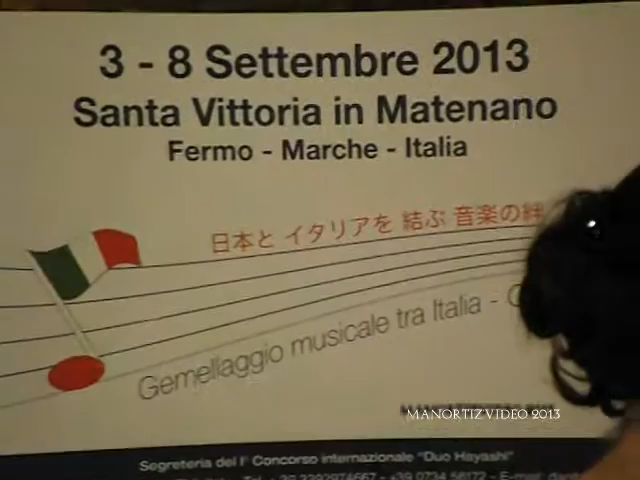 3 - 8 Settembre 2013
Santa Vittoria in Matenano
Fermo - Marche - Italia
日本と イタリアを 結ぶ 音楽の絆
Gemellaggio musicale tra Italia -
MANORTIZ VIDEO 2013
Segreteria del I° Concorso internazionale "Duo Hayashi"